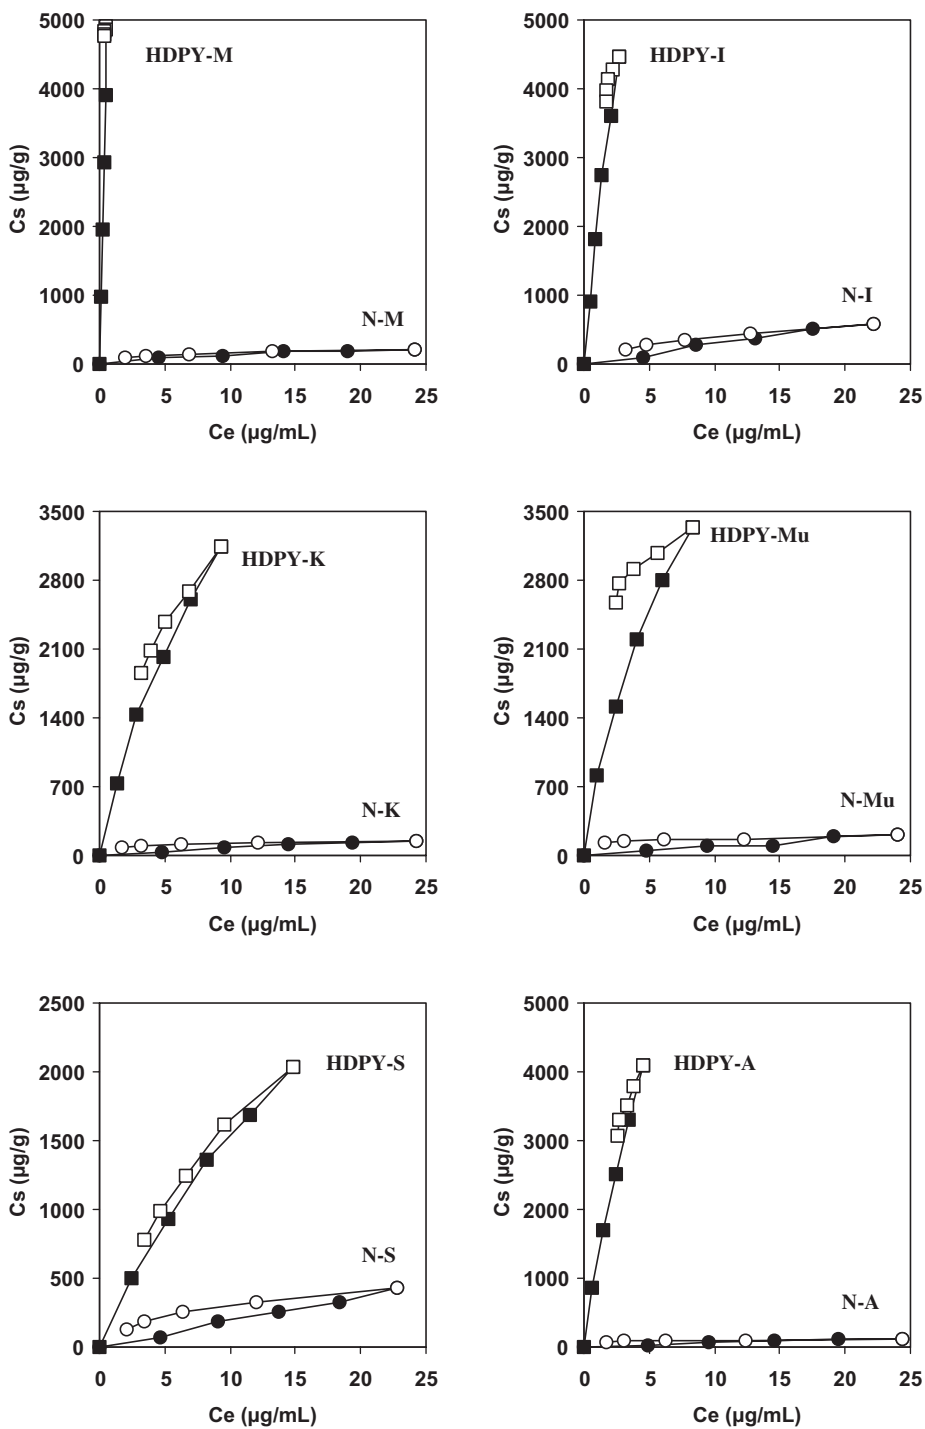 5000
4000
3000
2000
1000
0
Cs (µg/g)
HDPY-M
N-M
0 5 10 15 20 25
Ce (µg/mL)
5000
4000
3000
2000
1000
0
Cs (µg/g)
HDPY-I
N-I
0 5 10 15 20 25
Ce (µg/mL)
3500
2800
2100
1400
700
0
Cs (µg/g)
HDPY-K
N-K
0 5 10 15 20 25
Ce (µg/mL)
3500
2800
2100
1400
700
0
Cs (µg/g)
HDPY-Mu
N-Mu
0 5 10 15 20 25
Ce (µg/mL)
2500
2000
1500
1000
500
0
Cs (µg/g)
HDPY-S
N-S
0 5 10 15 20 25
Ce (µg/mL)
5000
4000
3000
2000
1000
0
Cs (µg/g)
HDPY-A
N-A
0 5 10 15 20 25
Ce (µg/mL)